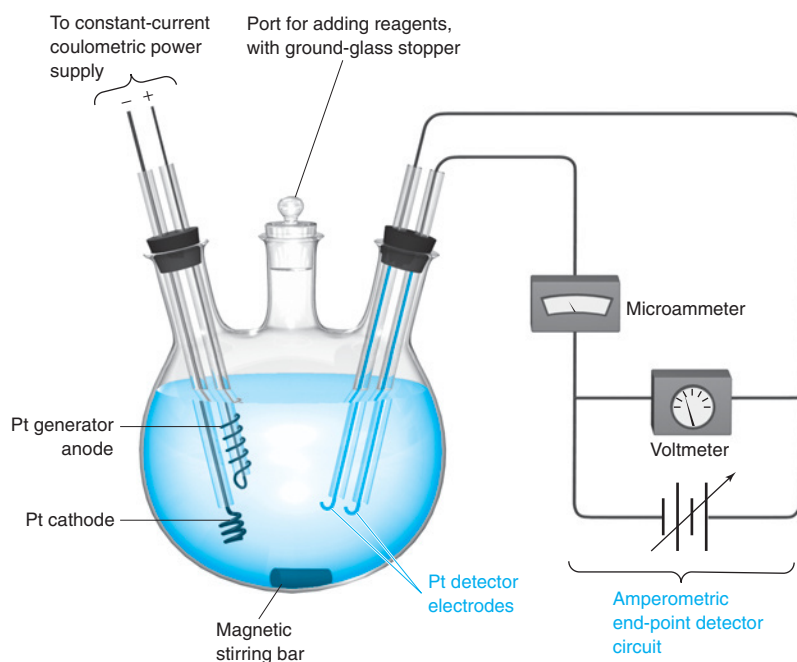 To constant-current
coulometric power
supply
Port for adding reagents,
with ground-glass stopper
− +
Microammeter
Voltmeter
Pt generator
anode
Pt cathode
Pt detector
electrodes
Magnetic
stirring bar
Amperometric
end-point detector
circuit